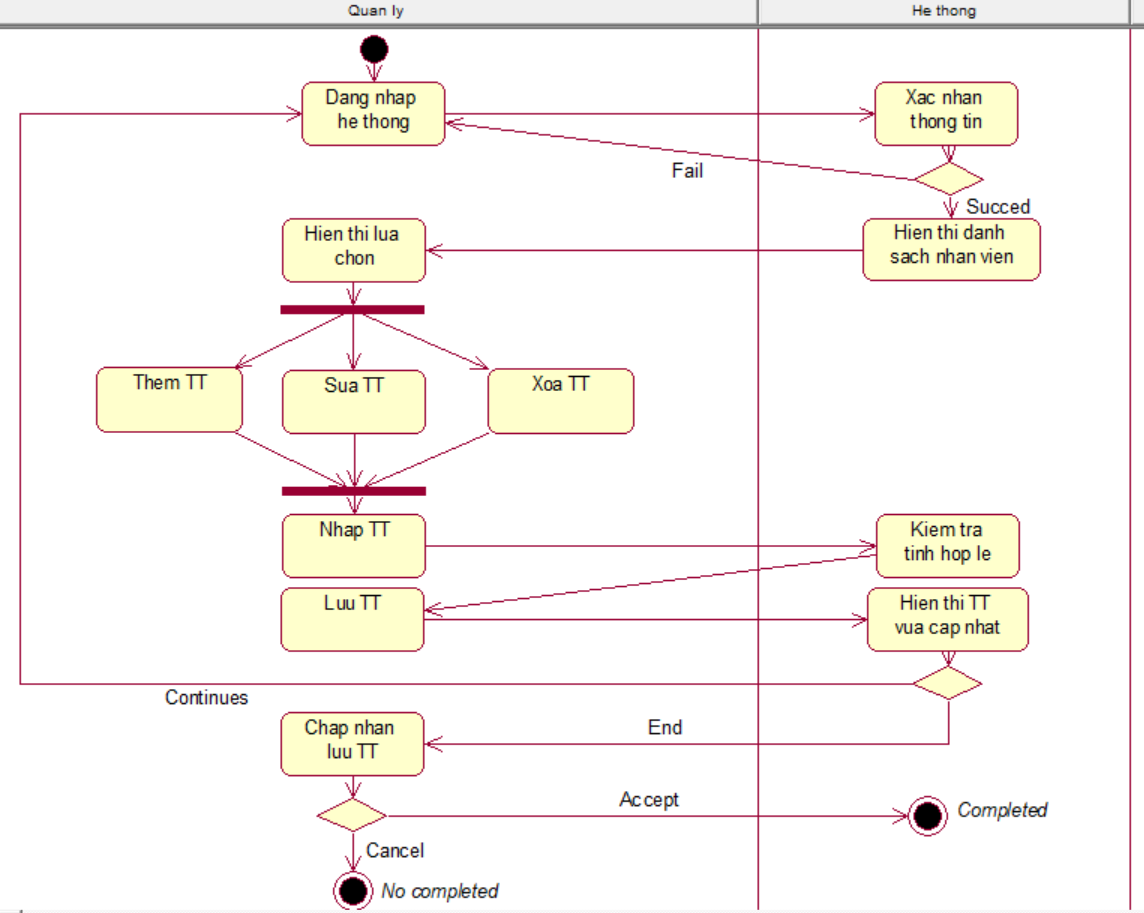 Quan ly
He thong
Dang nhap
he thong
Xac nhan
thong tin
Fail
Succed
Hien thi lua
chon
Hien thi danh
sach nhan vien
Them TT
Sua TT
Xoa TT
Nhap TT
Kiem tra
tinh hop le
Luu TT
Hien thi TT
vua cap nhat
Continues
Chap nhan
luu TT
End
Accept
Completed
Cancel
No completed